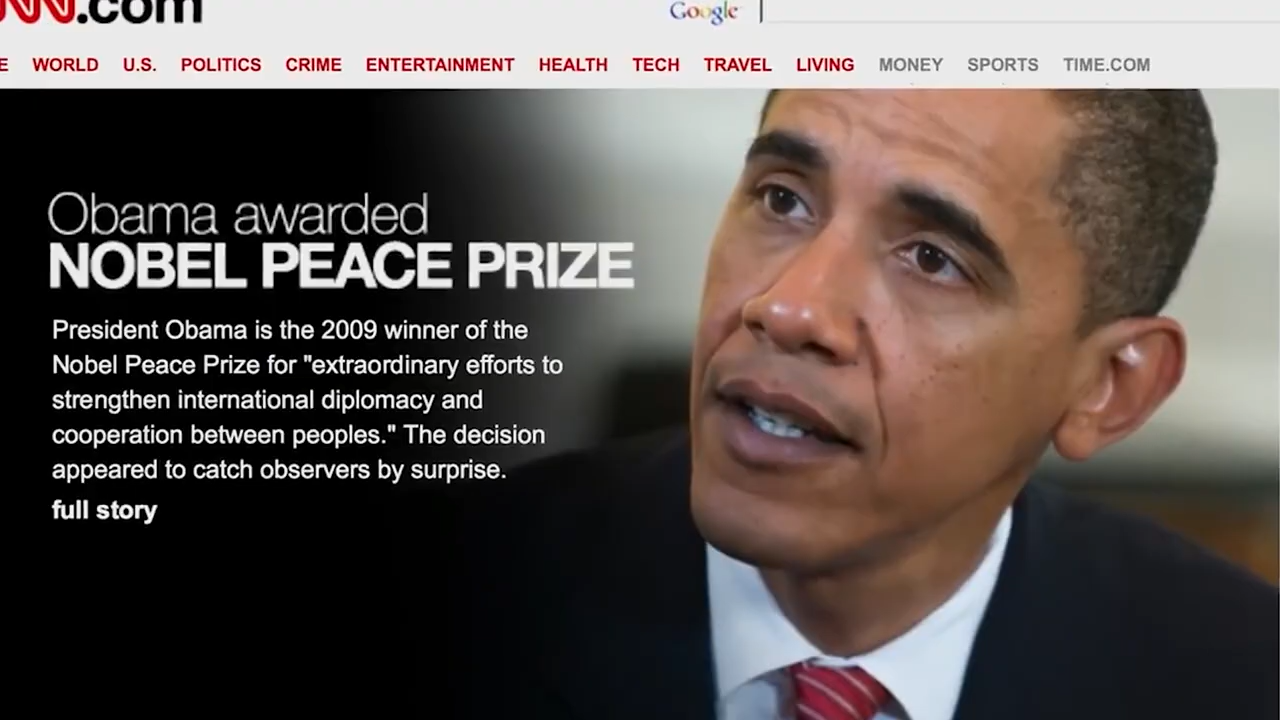 NN.com
Google
E WORLD U.S. POLITICS CRIME ENTERTAINMENT HEALTH TECH TRAVEL LIVING MONEY SPORTS TIME.COM
Obama awarded
NOBEL PEACE PRIZE
President Obama is the 2009 winner of the
Nobel Peace Prize for "extraordinary efforts to
strengthen international diplomacy and
cooperation between peoples." The decision
appeared to catch observers by surprise.
full story